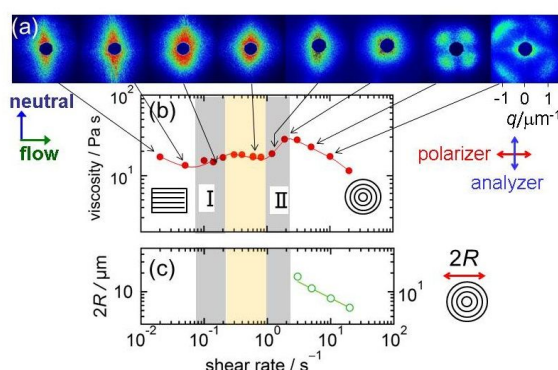 (a)
neutral
flow
-1 0 1
q/μm⁻¹
(b)
viscosity / Pa s
10²
10¹
I
II
polarizer
analyzer
(c)
2R / μm
10¹
10¹
2R
10⁻² 10⁻¹ 10⁰ 10¹ 10²
shear rate / s⁻¹